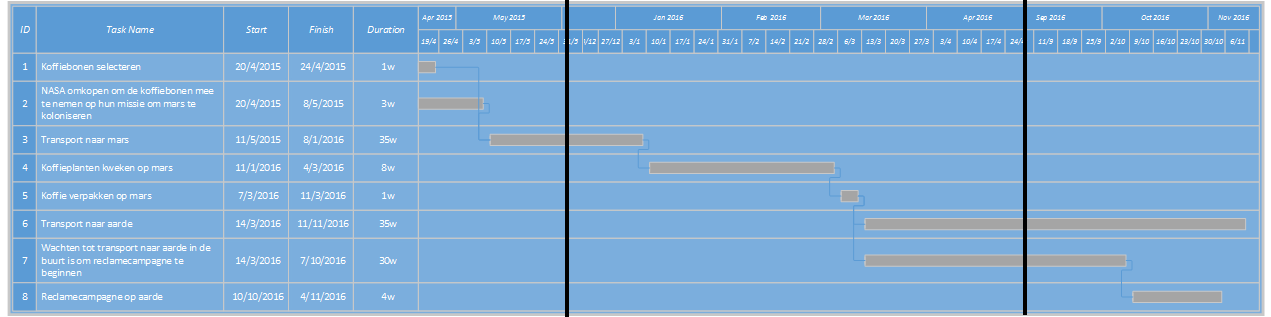 Apr 2015 May 2015 Jan 2016 Feb 2016 Mar 2016 Apr 2016 Sep 2016 Oct 2016 Nov 2016
ID Task Name Start Finish Duration
19/4 26/4 3/5 10/5 17/5 24/5 /12 27/12 3/1 10/1 17/1 24/1 31/1 7/2 14/2 21/2 28/2 6/3 13/3 20/3 27/3 3/4 10/4 17/4 11/9 18/9 25/9 2/10 9/10 16/10 23/10 30/10 6/11
1 Koffiebonen selecteren 20/4/2015 24/4/2015 1w
NASA omkopen om de koffiebonen mee
2 te nemen op hun missie om mars te 20/4/2015 8/5/2015 3w
koloniseren
3 Transport naar mars 11/5/2015 8/1/2016 35w
4 Koffieplanten kweken op mars 11/1/2016 4/3/2016 8w
5 Koffie verpakken op mars 7/3/2016 11/3/2016 1w
6 Transport naar aarde 14/3/2016 11/11/2016 35w
Wachten tot transport naar aarde in de
7 buurt is om reclamecampagne te 14/3/2016 7/10/2016 30w
beginnen
8 Reclamecampagne op aarde 10/10/2016 4/11/2016 4w